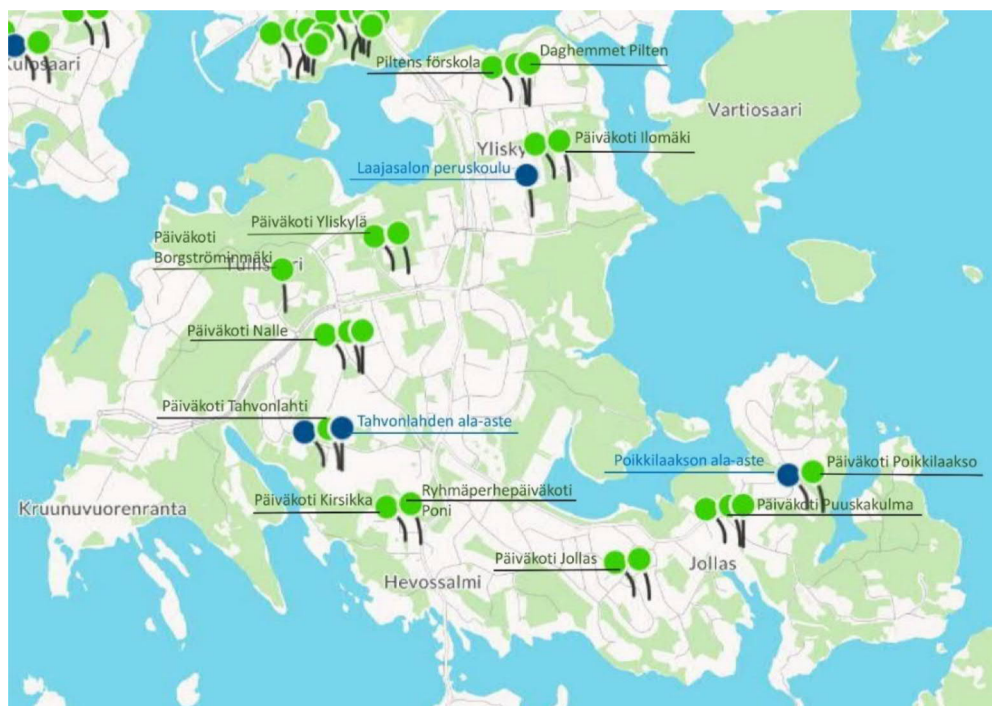 Kulosaari
Piltens förskola
Daghemmet Pilten
Vartiosaari
Yliskylä
Päiväkoti Ilomäki
Laajasalon peruskoulu
Päiväkoti Yliskylä
Päiväkoti
Borgströminmäki
Päiväkoti Nalle
Päiväkoti Tahvonlahti
Tahvonlahden ala-aste
Poikkilaakson ala-aste
Päiväkoti Poikkilaakso
Kruunuvuorenranta
Päiväkoti Kirsikka
Ryhmäperhepäiväkoti
Poni
Päiväkoti Puuskakulma
Päiväkoti Jollas
Jollas
Hevossalmi